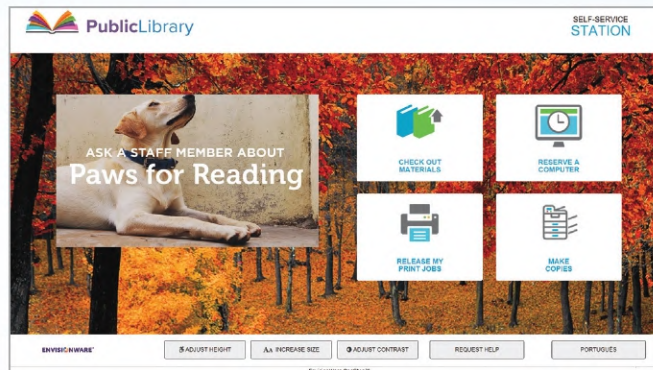 PublicLibrary
SELF-SERVICE
STATION
ASK A STAFF MEMBER ABOUT
Paws for Reading
CHECK OUT
MATERIALS
RESERVE A
COMPUTER
RELEASE MY
PRINT JOBS
MAKE
COPIES
ENVISIONWARE
ADJUST HEIGHT
Aa INCREASE SIZE
ADJUST CONTRAST
REQUEST HELP
PORTUGUÊS